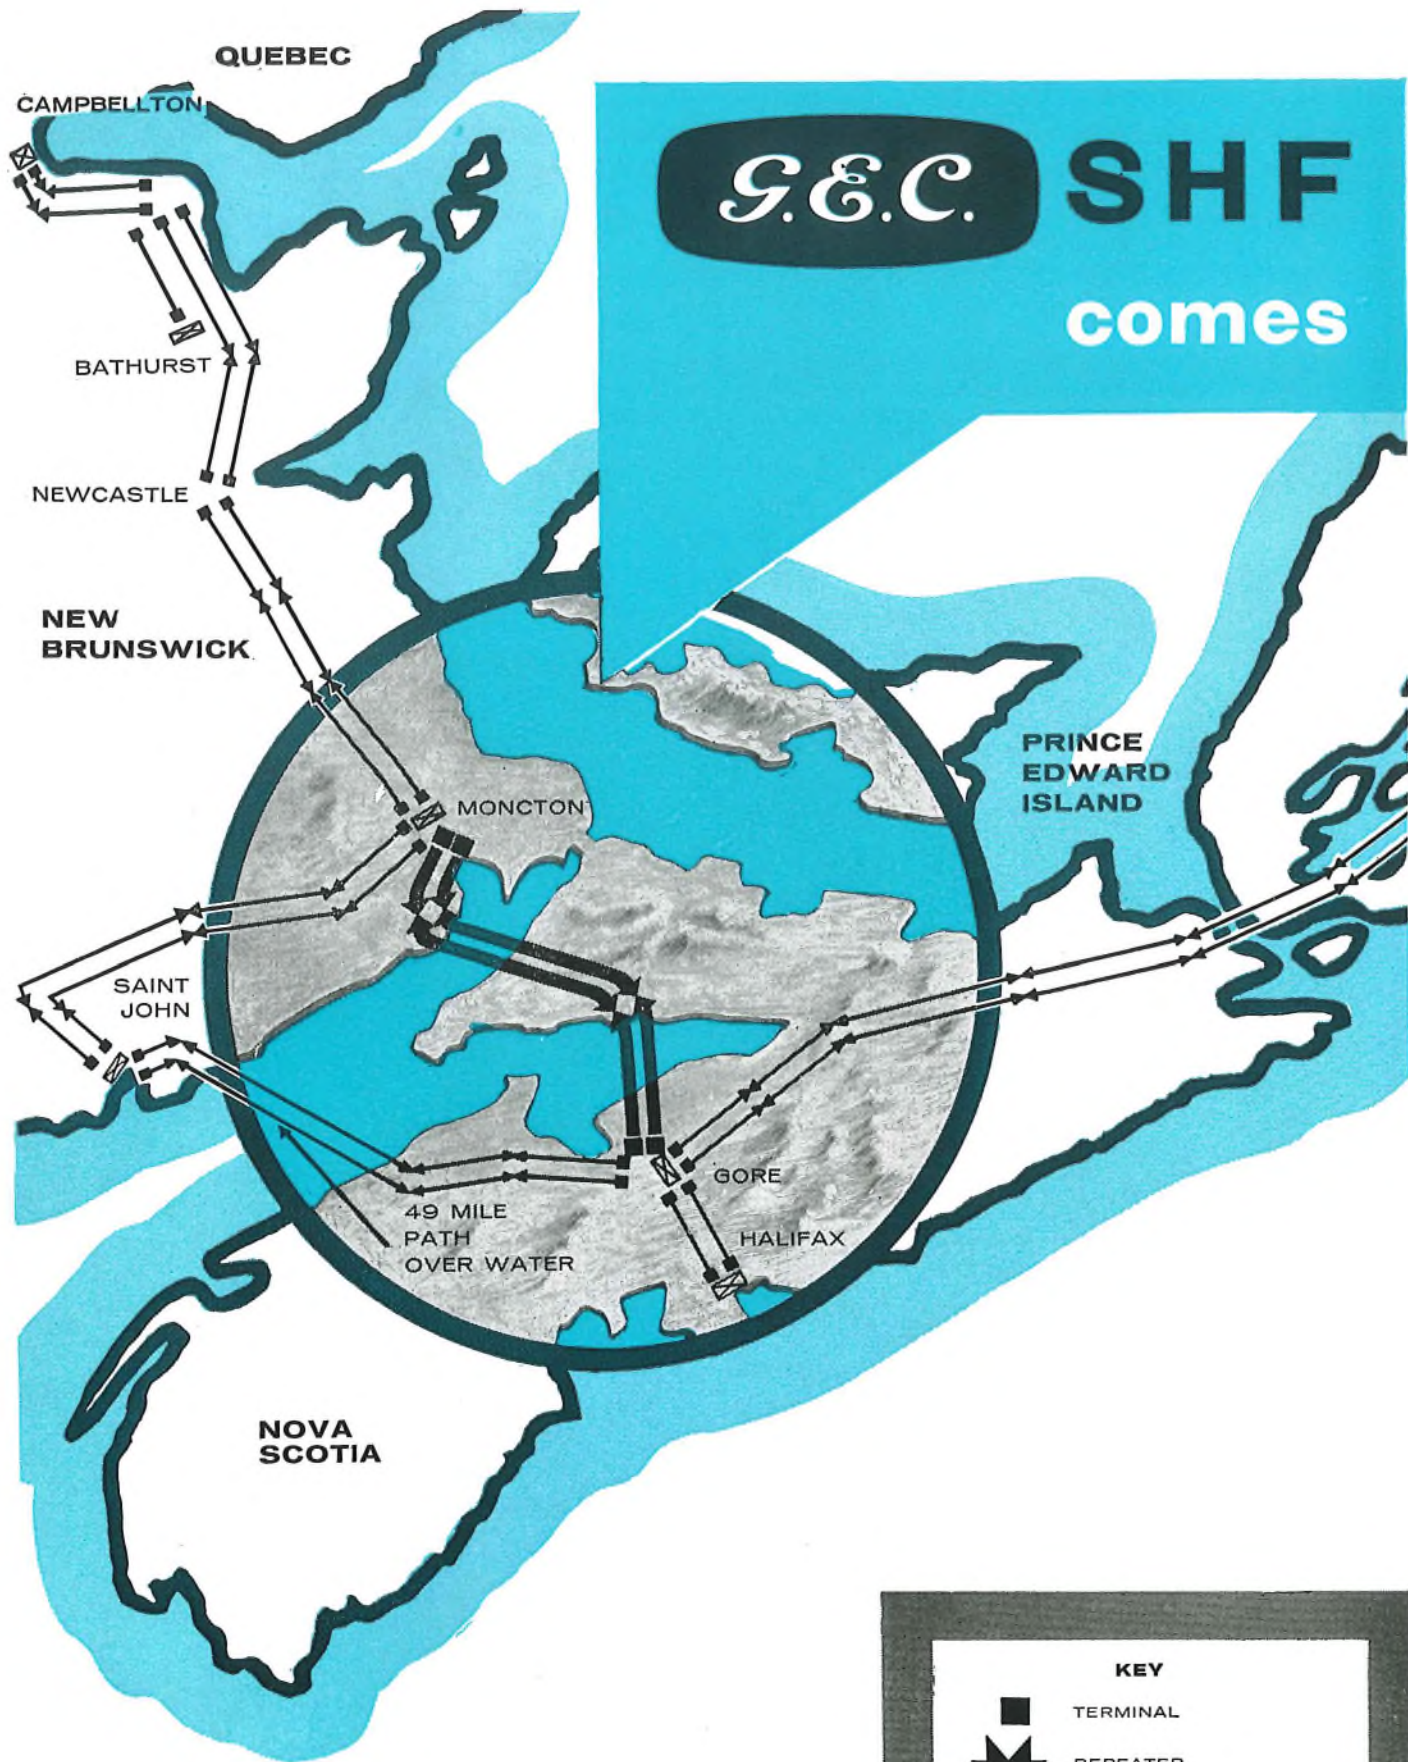 QUEBEC
CAMPBELLTON
G.E.C. SHF
comes
BATHURST
NEWCASTLE
NEW
BRUNSWICK
PRINCE
EDWARD
ISLAND
MONCTON
SAINT
JOHN
GORE
49 MILE
PATH
OVER WATER
HALIFAX
NOVA
SCOTIA
KEY
TERMINAL
REPEATER